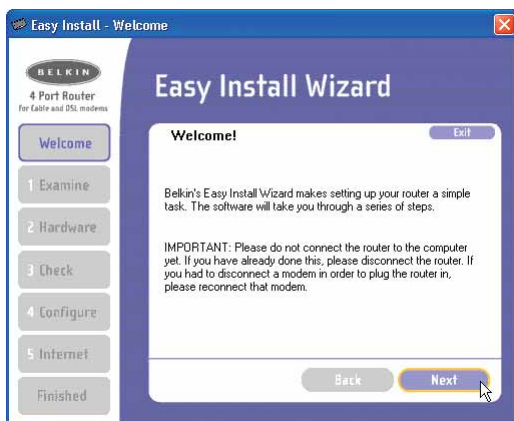 Easy Install - Welcome
BELKIN
4 Port Router
For Cable and DSL modems
Welcome
1 Examine
2 Hardware
3 Check
4 Configure
5 Internet
Finished
Easy Install Wizard
Welcome!
Exit
Belkin's Easy Install Wizard makes setting up your router a simple
task. The software will take you through a series of steps.
IMPORTANT: Please do not connect the router to the computer
yet. If you have already done this, please disconnect the router. If
you had to disconnect a modem in order to plug the router in,
please reconnect that modem.
Back
Next